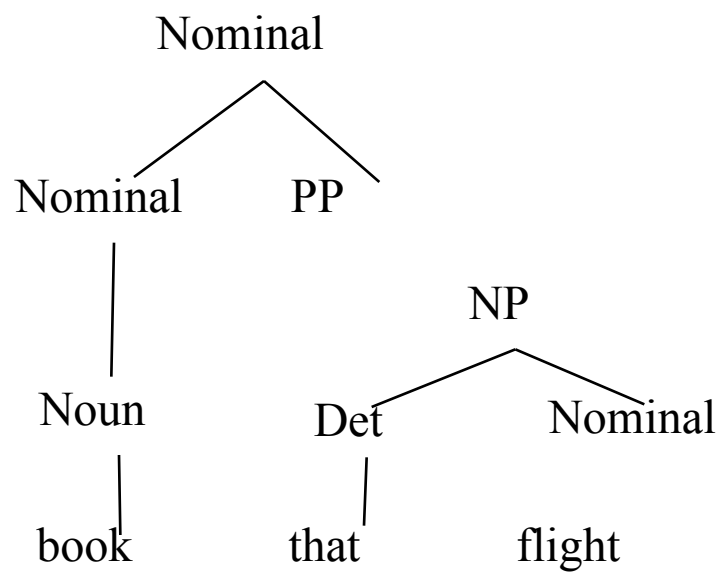 Nominal
Nominal PP
NP
Noun Det Nominal
book that flight